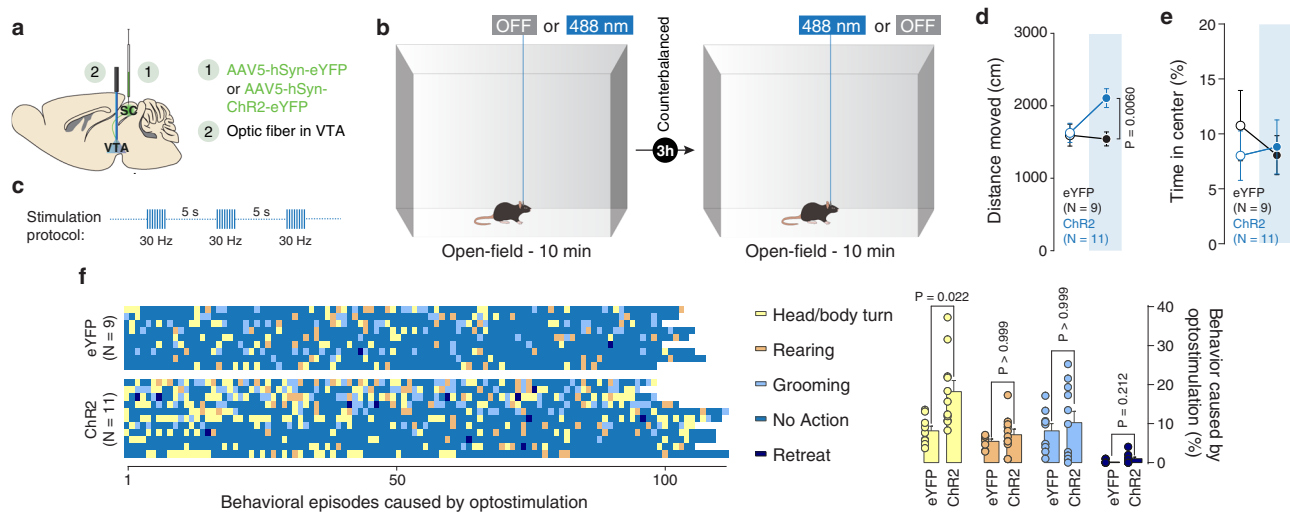 a
2
1
SC
VTA
1 AAV5-hSyn-eYFP
or AAV5-hSyn-
ChR2-eYFP
2 Optic fiber in VTA
b
OFF or 488 nm
Counterbalanced
3h
488 nm or OFF
Open-field - 10 min
Open-field - 10 min
c
Stimulation
protocol:
5 s
5 s
30 Hz
30 Hz
30 Hz
d
Distance moved (cm)
3000
2000
1000
0
P = 0.0060
eYFP
(N = 9)
ChR2
(N = 11)
e
Time in center (%)
20
15
10
5
0
eYFP
(N = 9)
ChR2
(N = 11)
f
eYFP
(N = 9)
ChR2
(N = 11)
1
50
100
Behavioral episodes caused by optostimulation
Head/body turn
Rearing
Grooming
No Action
Retreat
P = 0.022
P > 0.999
P > 0.999
P = 0.212
eYFP
ChR2
eYFP
ChR2
eYFP
ChR2
eYFP
ChR2
40
30
20
10
0
Behavior caused by
optostimulation (%)